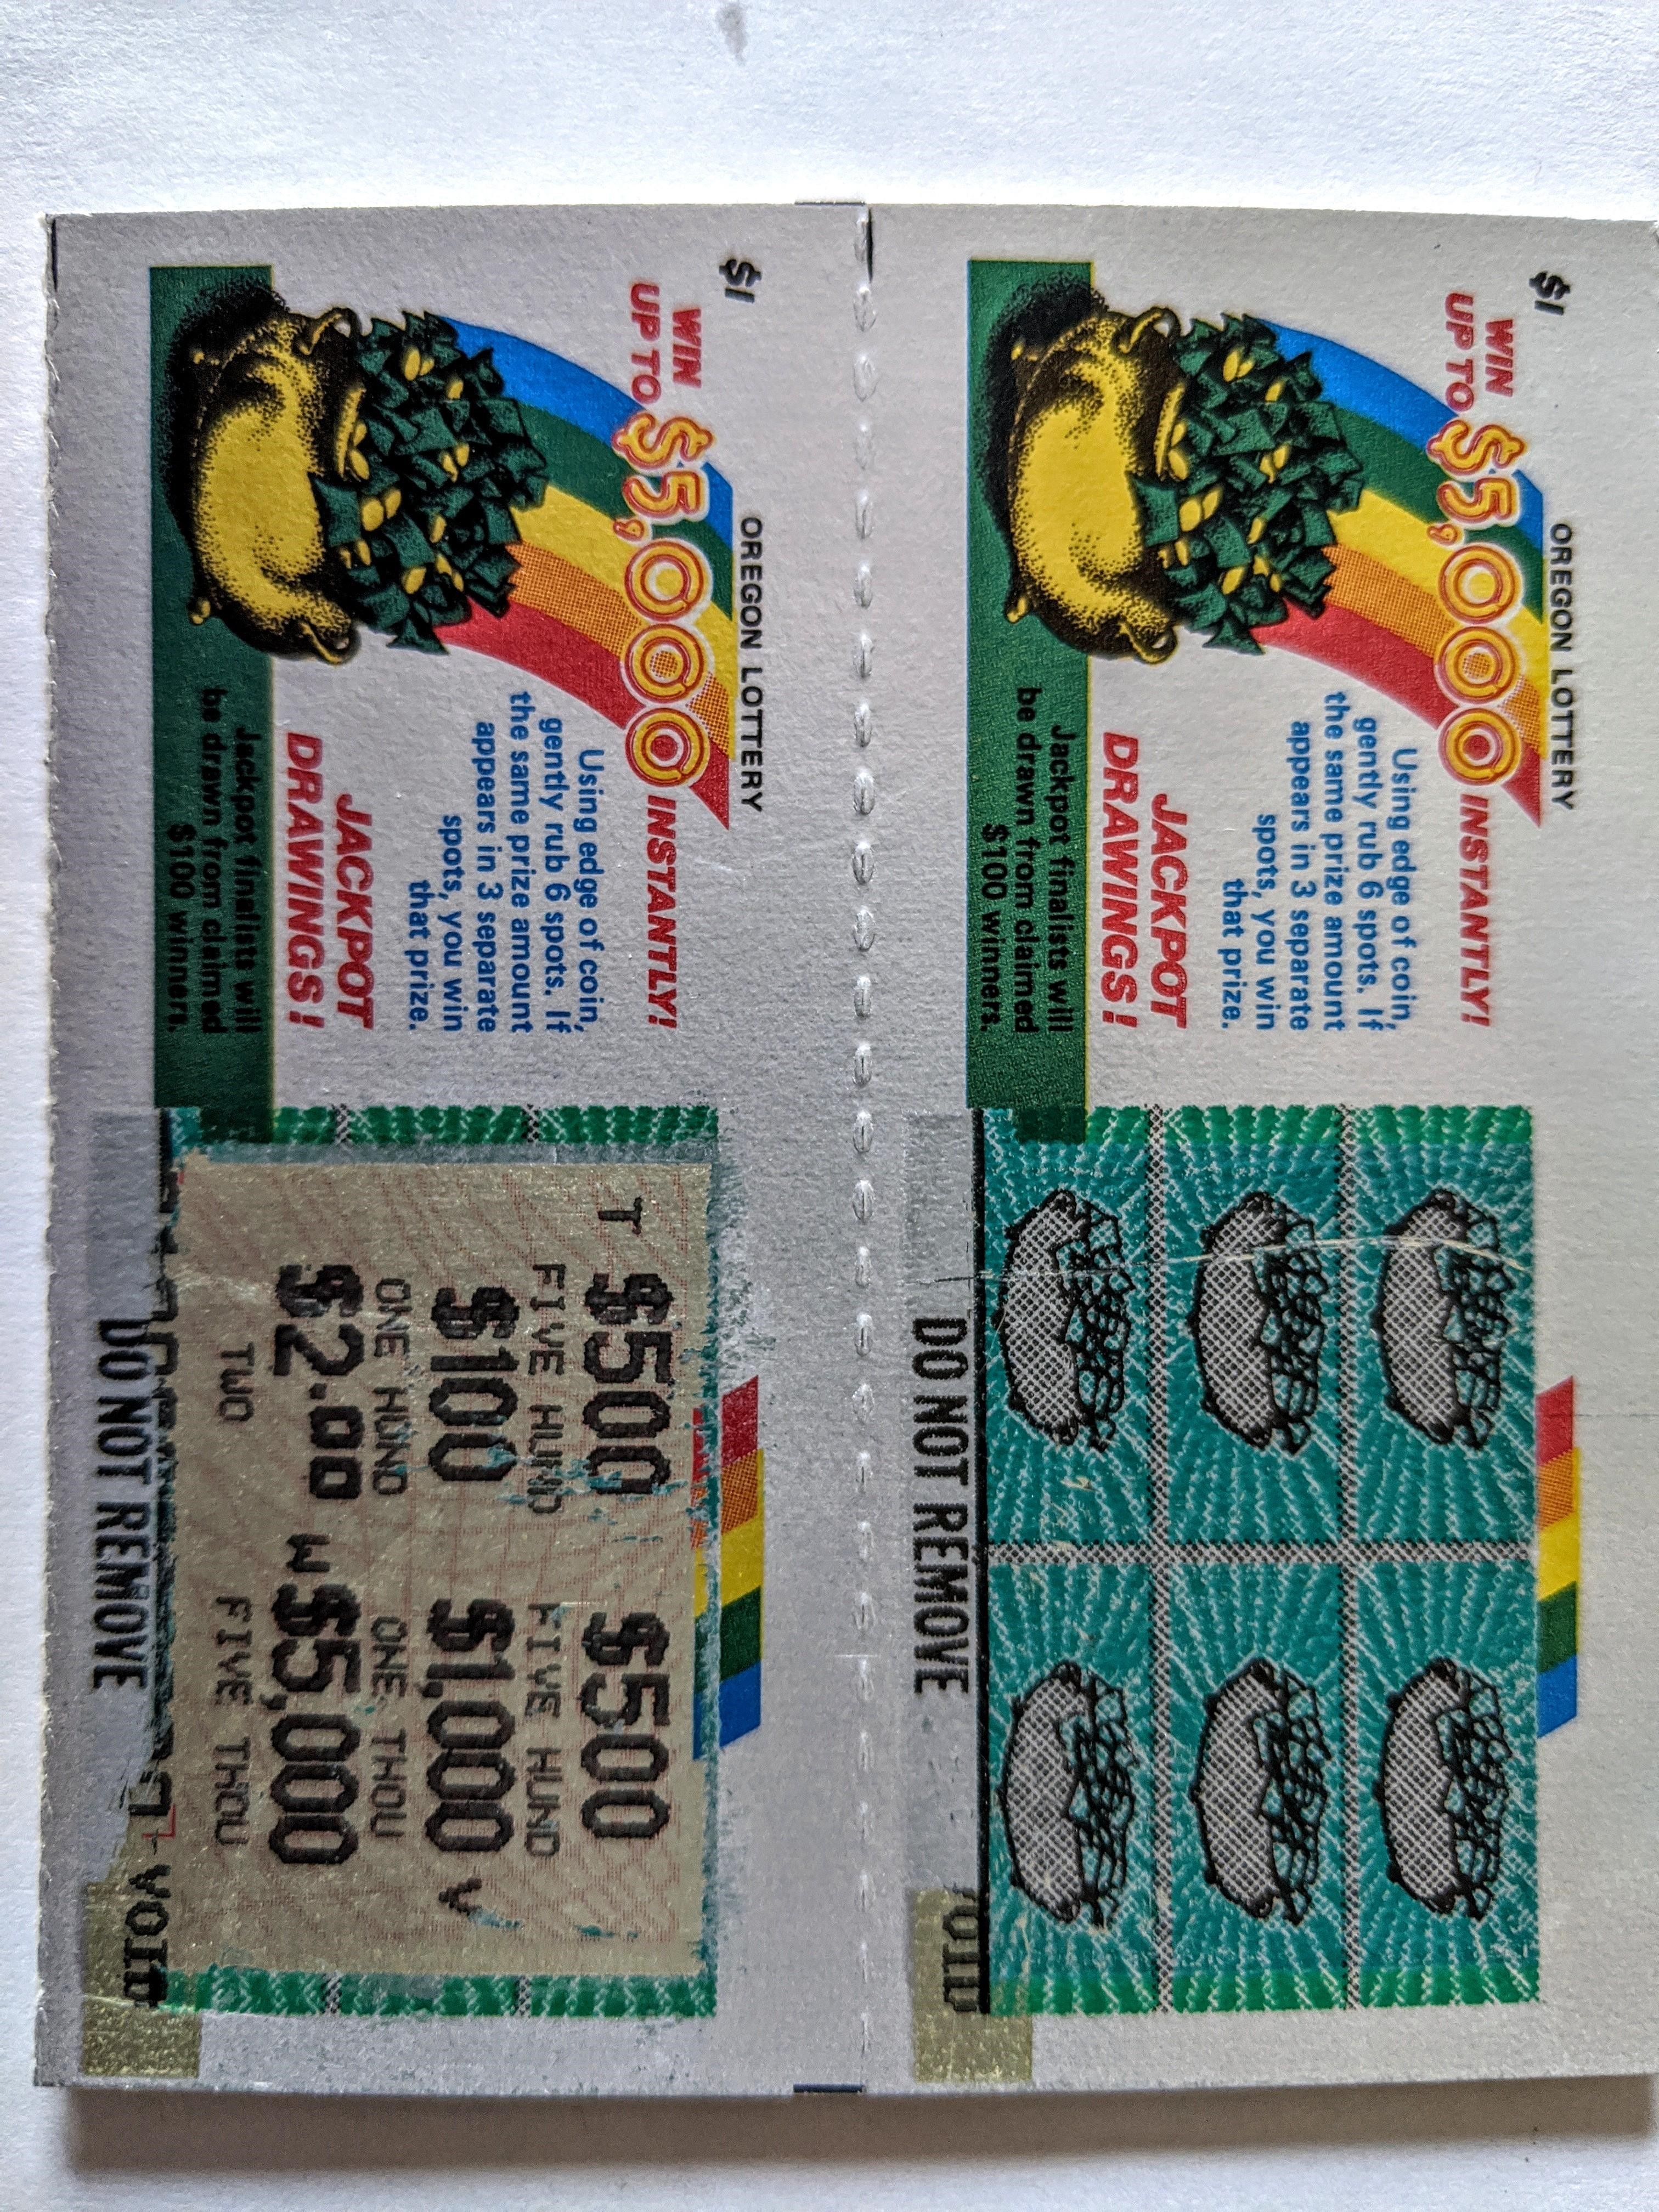 OREGON LOTTERY
$1
WIN
UP TO
$5,000
INSTANTLY!
Using edge of coin,
gently rub 6 spots. If
the same prize amount
appears in 3 separate
spots, you win
that prize.
JACKPOT
DRAWINGS!
Jackpot finalists will
be drawn from claimed
$100 winners.
DO NOT REMOVE
VOID
OREGON LOTTERY
$1
WIN
UP TO
$5,000
INSTANTLY!
Using edge of coin,
gently rub 6 spots. If
the same prize amount
appears in 3 separate
spots, you win
that prize.
JACKPOT
DRAWINGS!
Jackpot finalists will
be drawn from claimed
$100 winners.
T $500 $500
FIVE HUND FIVE HUND
$100 $1,000 V
ONE HUND ONE THOU
$2.00 W $5,000
TWO FIVE THOU
VOID
DO NOT REMOVE